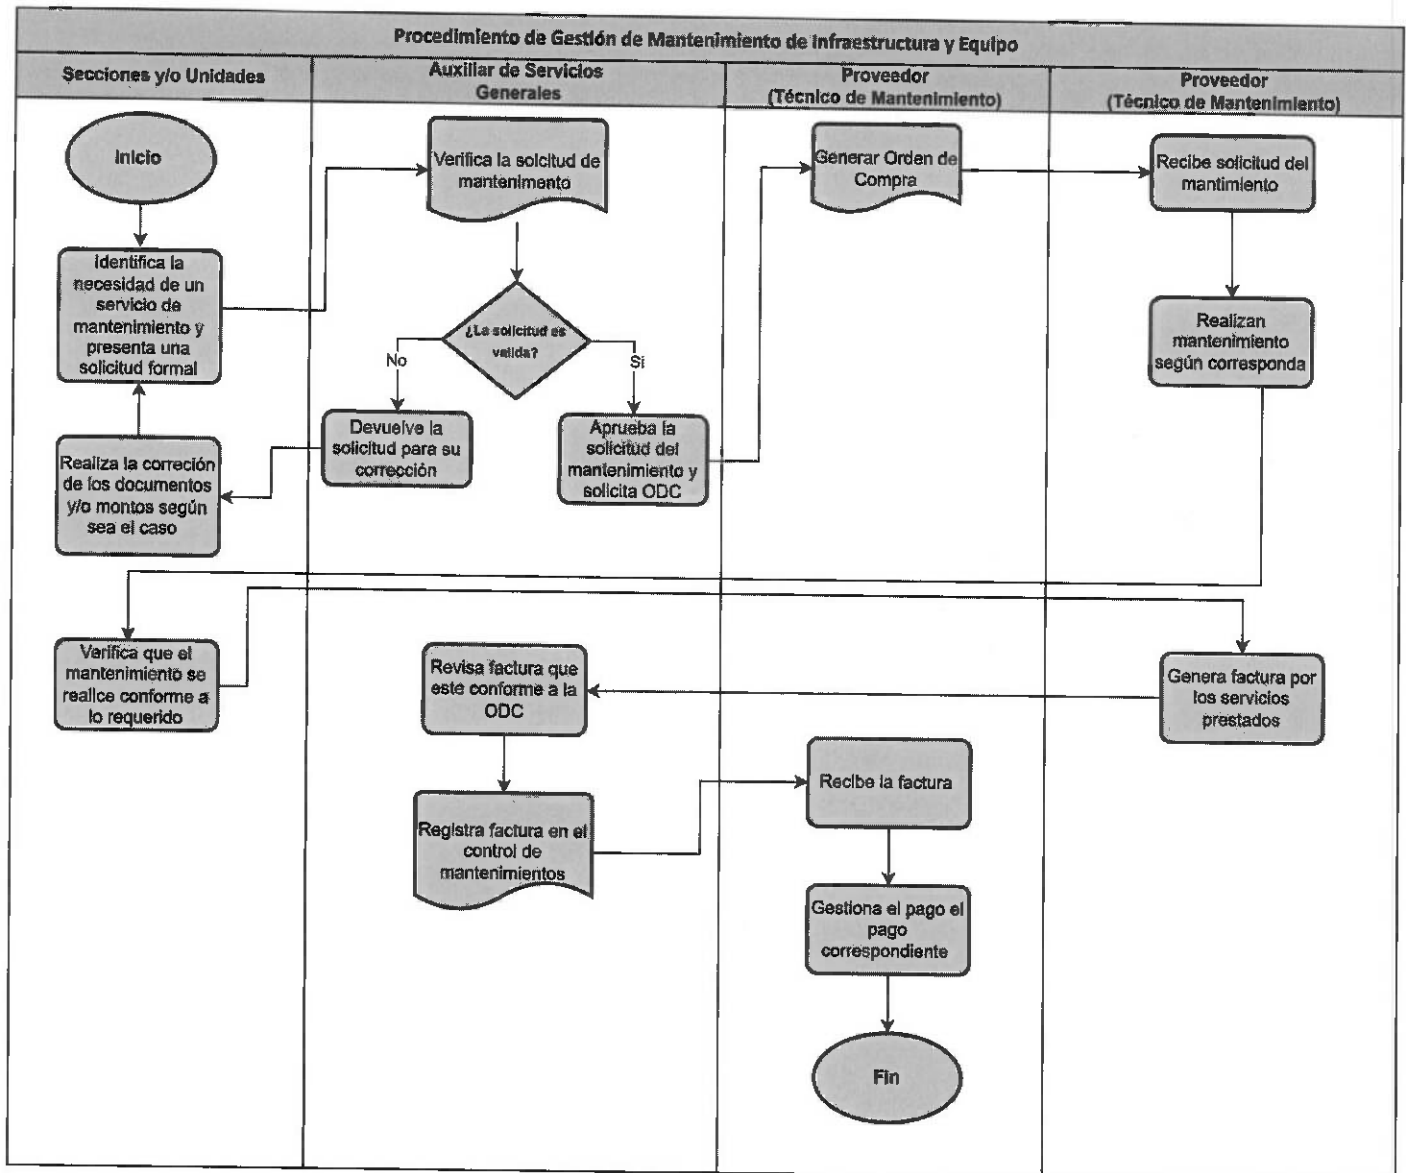 Procedimiento de Gestión de Mantenimiento de Infraestructura y Equipo
Secciones y/o Unidades
Auxiliar de Servicios
Generales
Proveedor
(Técnico de Mantenimiento)
Proveedor
(Técnico de Mantenimiento)
Inicio
Verifica la solcitud de
mantenimento
Generar Orden de
Compra
Recibe solicitud del
mantimiento
Identifica la
necesidad de un
servicio de
mantenimiento y
presenta una
solicitud formal
¿La solicitud es
valida?
No
Si
Realizan
mantenimiento
según corresponda
Devuelve la
solicitud para su
corrección
Aprueba la
solicitud del
mantenimiento y
solicita ODC
Realiza la correción
de los documentos
y/o montos según
sea el caso
Verifica que el
mantenimiento se
realice conforme a
lo requerido
Revisa factura que
este conforme a la
ODC
Genera factura por
los servicios
prestados
Registra factura en el
control de
mantenimientos
Recibe la factura
Gestiona el pago el
pago
correspondiente
Fin